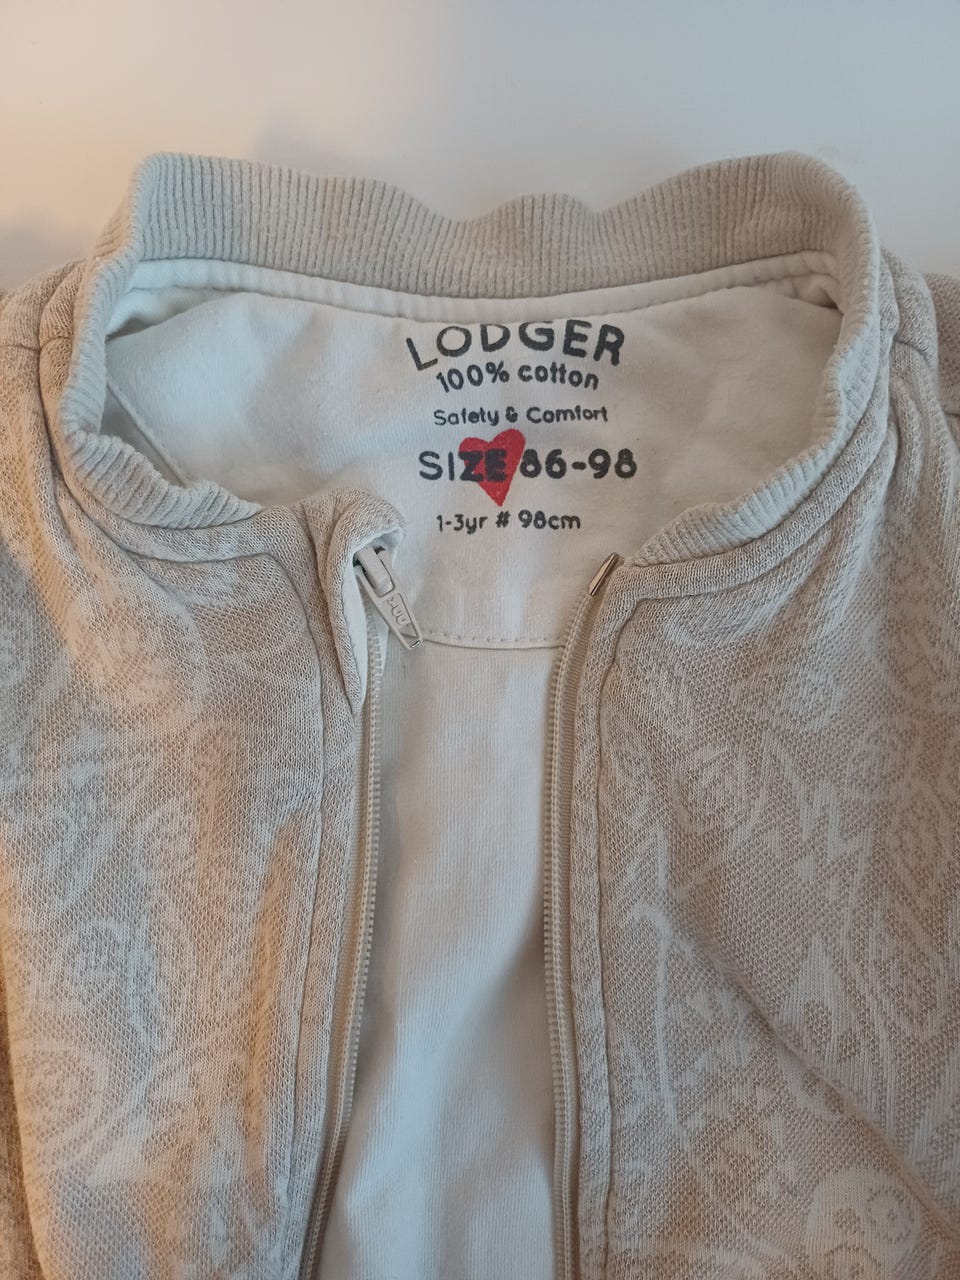 LODGER
100% cotton
Safety & Comfort
SIZE 86-98
1-3yr # 98cm